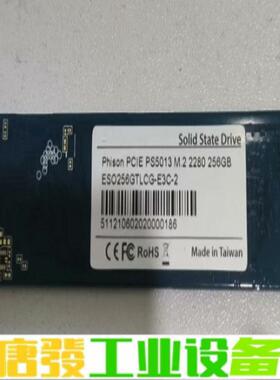 Solid State Drive
Phison PCIE PS5013 M.2 2280 256GB
ESO256GTLCG-E3C-2
511210602020000186
CE FC RoHS
Made in Taiwan
唐發工业设备